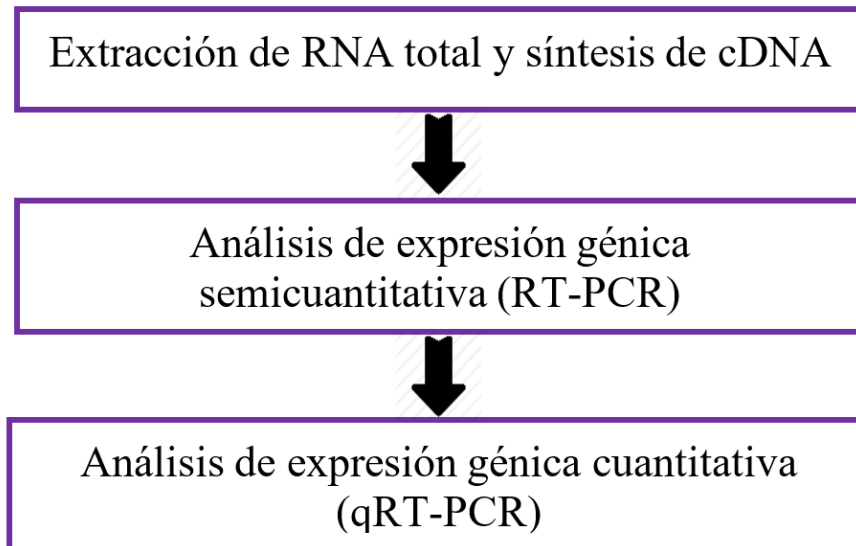 Extracción de RNA total y síntesis de cDNA
Análisis de expresión génica
semicuantitativa (RT-PCR)
Análisis de expresión génica cuantitativa
(qRT-PCR)